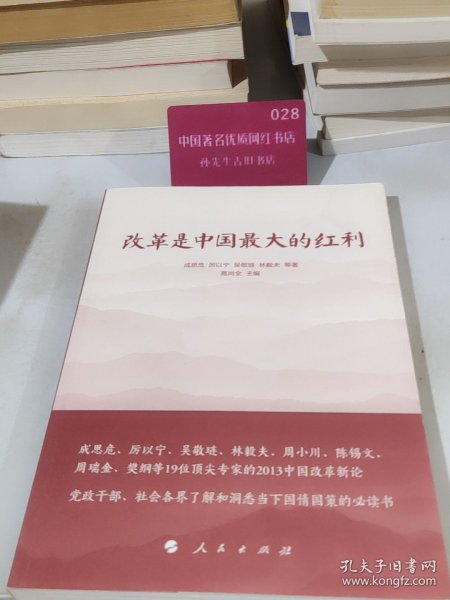 028
中国著名优质网红书店
孙先生古旧书店
改革是中国最大的红利
成思危 厉以宁 吴敬琏 林毅夫 等著
高尚全 主编
成思危、厉以宁、吴敬琏、林毅夫、周小川、陈锡文、
周瑞金、樊纲等19位顶尖专家的2013中国改革新论
党政干部、社会各界了解和洞悉当下国情国策的必读书
人民出版社
孔夫子旧书网
www.kongfz.com